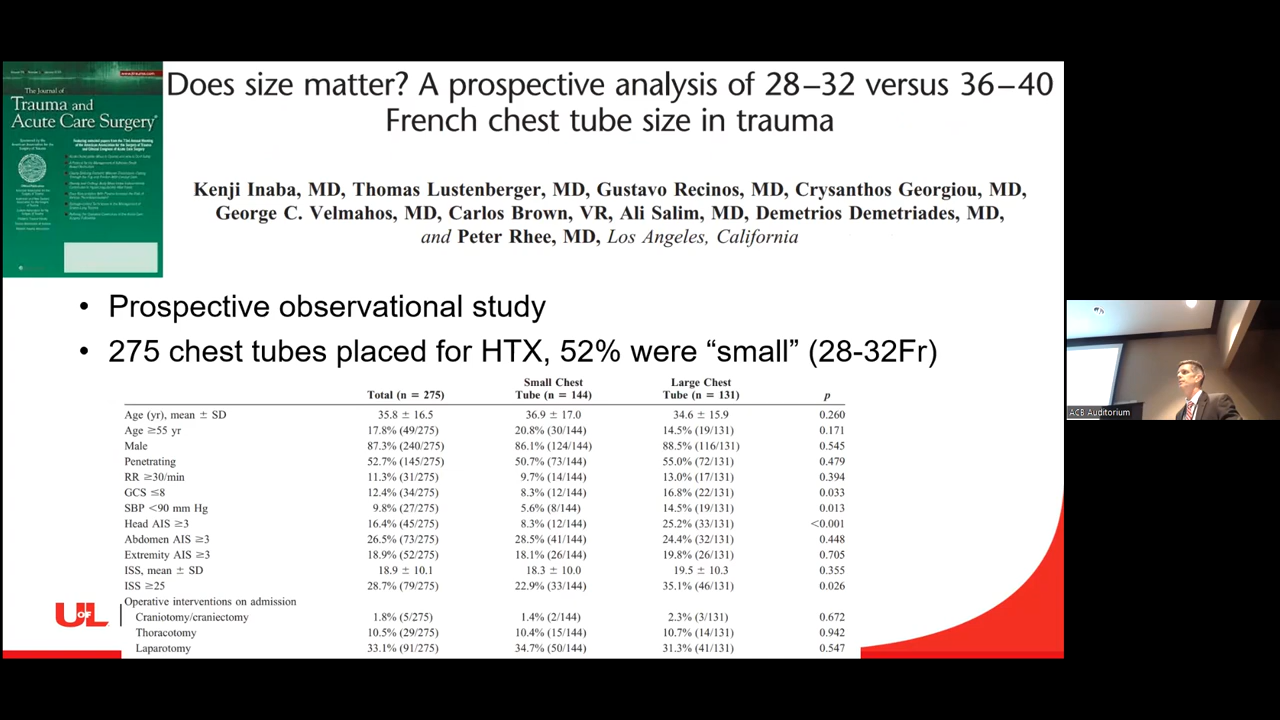 The Journal of
Trauma and
Acute Care Surgery
Does size matter? A prospective analysis of 28–32 versus 36–40
French chest tube size in trauma
Kenji Inaba, MD, Thomas Lustenberger, MD, Gustavo Recinos, MD, Crysanthos Georgiou, MD,
George C. Velmahos, MD, Carlos Brown, VR, Ali Salim, MD, Demetrios Demetriades, MD,
and Peter Rhee, MD, Los Angeles, California
• Prospective observational study
• 275 chest tubes placed for HTX, 52% were “small” (28-32Fr)
Small Chest Large Chest
Total (n = 275) Tube (n = 144) Tube (n = 131) p
Age (yr), mean ± SD 35.8 ± 16.5 36.9 ± 17.0 34.6 ± 15.9 0.260
Age ≥55 yr 17.8% (49/275) 20.8% (30/144) 14.5% (19/131) 0.171
Male 87.3% (240/275) 86.1% (124/144) 88.5% (116/131) 0.545
Penetrating 52.7% (145/275) 50.7% (73/144) 55.0% (72/131) 0.479
RR ≥30/min 11.3% (31/275) 9.7% (14/144) 13.0% (17/131) 0.394
GCS ≤8 12.4% (34/275) 8.3% (12/144) 16.8% (22/131) 0.033
SBP <90 mm Hg 9.8% (27/275) 5.6% (8/144) 14.5% (19/131) 0.013
Head AIS ≥3 16.4% (45/275) 8.3% (12/144) 25.2% (33/131) <0.001
Abdomen AIS ≥3 26.5% (73/275) 28.5% (41/144) 24.4% (32/131) 0.448
Extremity AIS ≥3 18.9% (52/275) 18.1% (26/144) 19.8% (26/131) 0.705
ISS, mean ± SD 18.9 ± 10.1 18.3 ± 10.0 19.5 ± 10.3 0.355
ISS ≥25 28.7% (79/275) 22.9% (33/144) 35.1% (46/131) 0.026
Operative interventions on admission
Craniotomy/craniectomy 1.8% (5/275) 1.4% (2/144) 2.3% (3/131) 0.672
Thoracotomy 10.5% (29/275) 10.4% (15/144) 10.7% (14/131) 0.942
Laparotomy 33.1% (91/275) 34.7% (50/144) 31.3% (41/131) 0.547
UOFL
ACB Auditorium